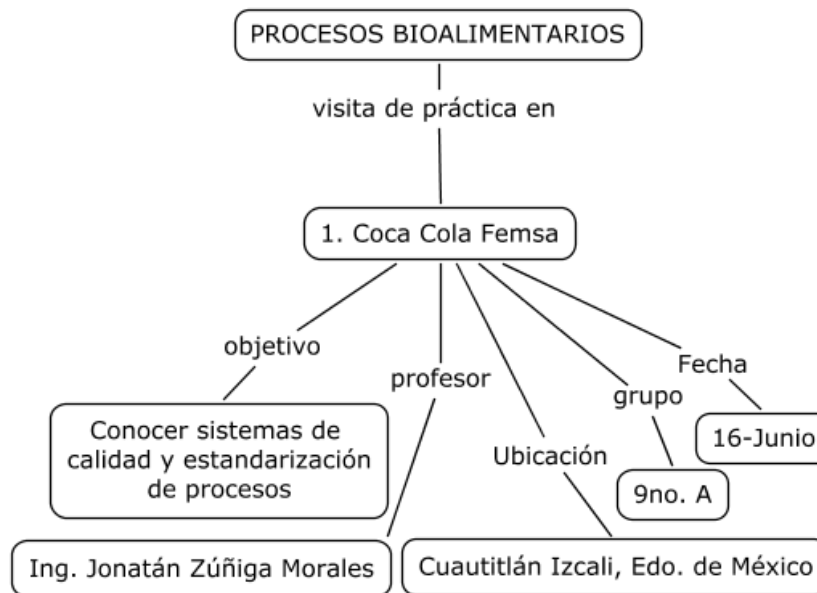 PROCESOS BIOALIMENTARIOS
visita de práctica en
1. Coca Cola Femsa
objetivo
profesor
Ubicación
grupo
Fecha
Conocer sistemas de
calidad y estandarización
de procesos
Ing. Jonatán Zúñiga Morales
Cuautitlán Izcali, Edo. de México
9no. A
16-Junio